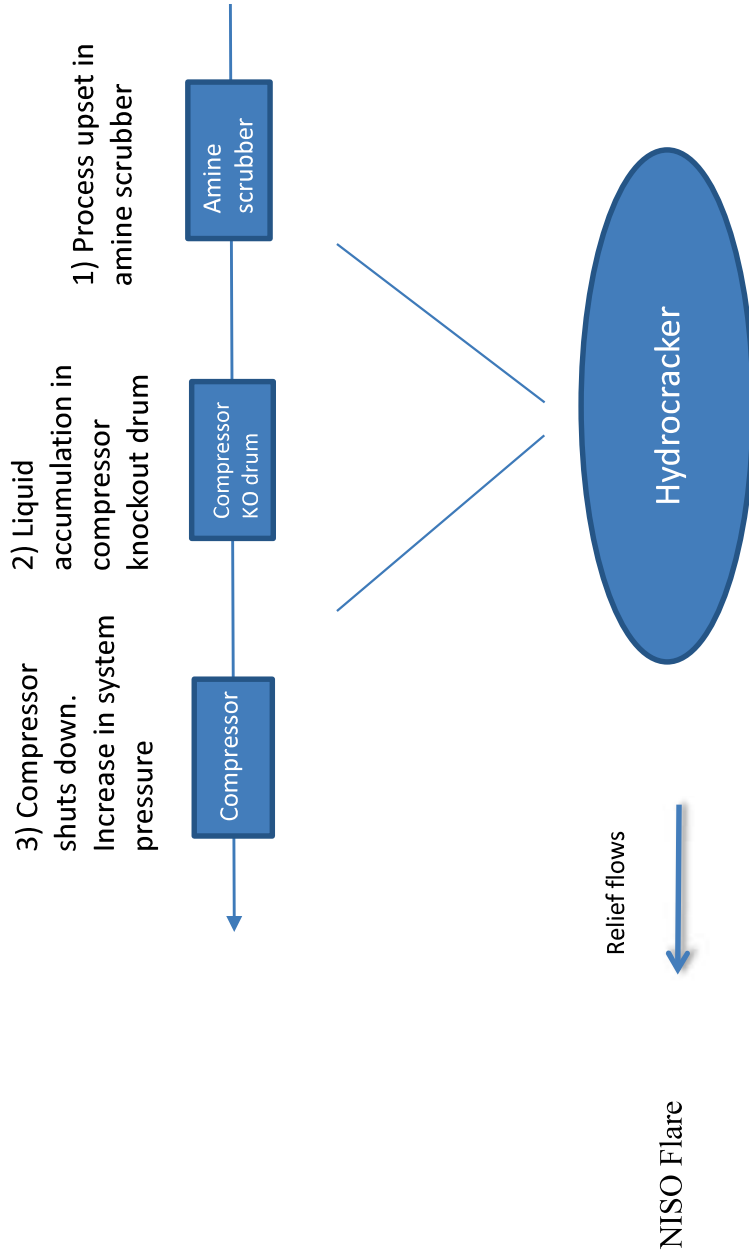 1) Process upset in
amine scrubber
2) Liquid
accumulation in
compressor
knockout drum
3) Compressor
shuts down.
Increase in system
pressure
Amine
scrubber
Compressor
KO drum
Compressor
Hydrocracker
Relief flows
NISO Flare